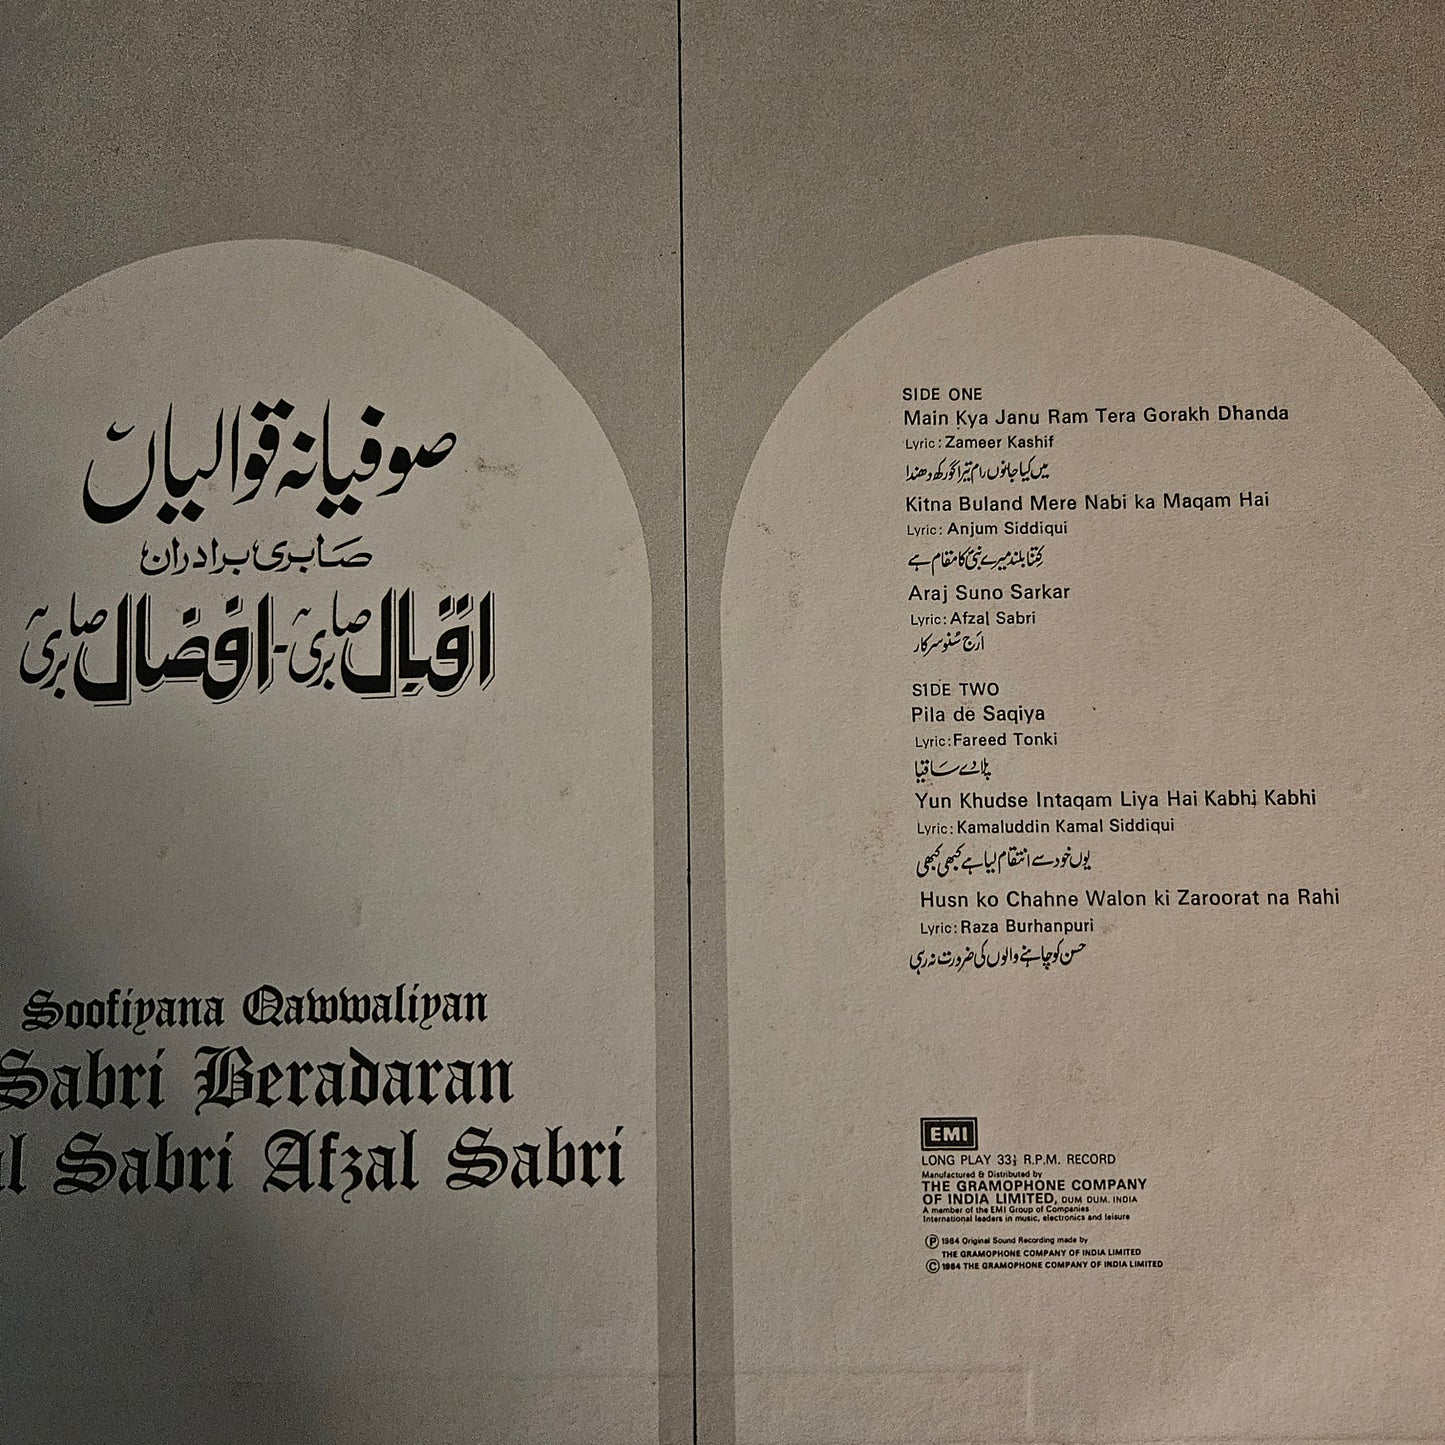 صوفیانہ قوالیاں
صابری برادران
اقبال صابری - افضال صابری
Soofiyana Qawwaliyan
Sabri Beradaran
Sabri Afzal Sabri
SIDE ONE
Main Kya Janu Ram Tera Gorakh Dhanda
Lyric: Zameer Kashif
میں کیا جانوں رام تیرا گورکھ دھندا
Kitna Buland Mere Nabi ka Maqam Hai
Lyric: Anjum Siddiqui
کتنا بلند میرے نبیؐ کا مقام ہے
Araj Suno Sarkar
Lyric: Afzal Sabri
ارج سُنو سرکار
SIDE TWO
Pila de Saqiya
Lyric: Fareed Tonki
پلا دے ساقیا
Yun Khudse Intaqam Liya Hai Kabhi Kabhi
Lyric: Kamaluddin Kamal Siddiqui
یوں خود سے انتقام لیا ہے کبھی کبھی
Husn ko Chahne Walon ki Zaroorat na Rahi
Lyric: Raza Burhanpuri
حسن کو چاہنے والوں کی ضرورت نہ رہی
EMI
LONG PLAY 33⅓ R.P.M. RECORD
Manufactured & Distributed by
THE GRAMOPHONE COMPANY
OF INDIA LIMITED, DUM DUM, INDIA
A member of the EMI Group of Companies
International leaders in music, electronics and leisure
Ⓟ 1984 Original Sound Recording made by
THE GRAMOPHONE COMPANY OF INDIA LIMITED
© 1984 THE GRAMOPHONE COMPANY OF INDIA LIMITED